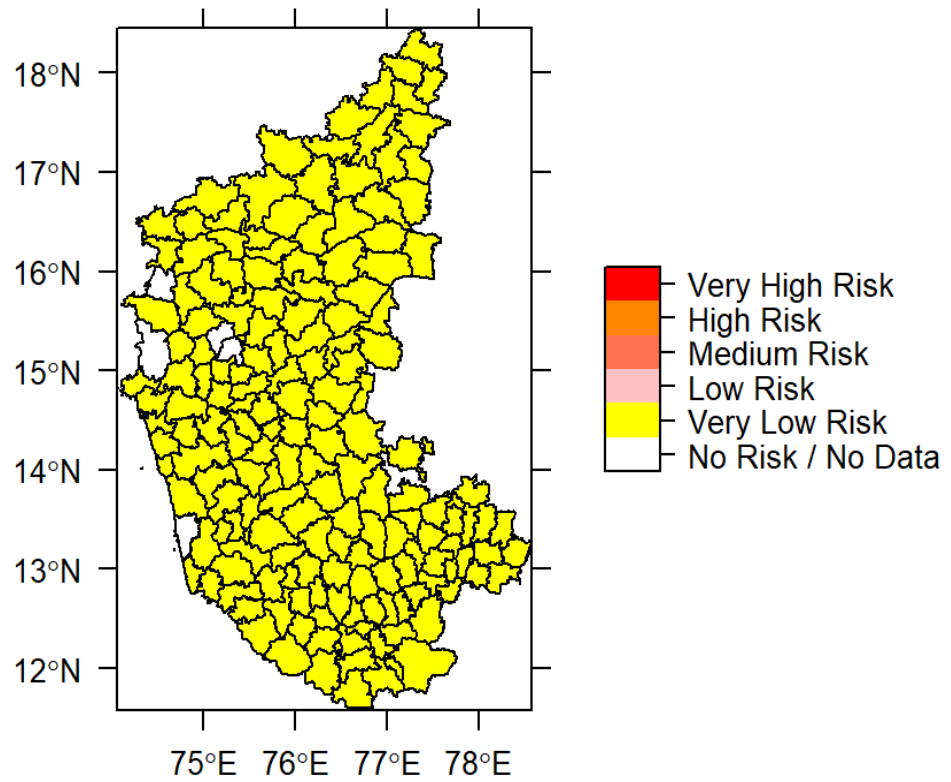 18°N
17°N
16°N
15°N
14°N
13°N
12°N
75°E 76°E 77°E 78°E
Very High Risk
High Risk
Medium Risk
Low Risk
Very Low Risk
No Risk / No Data